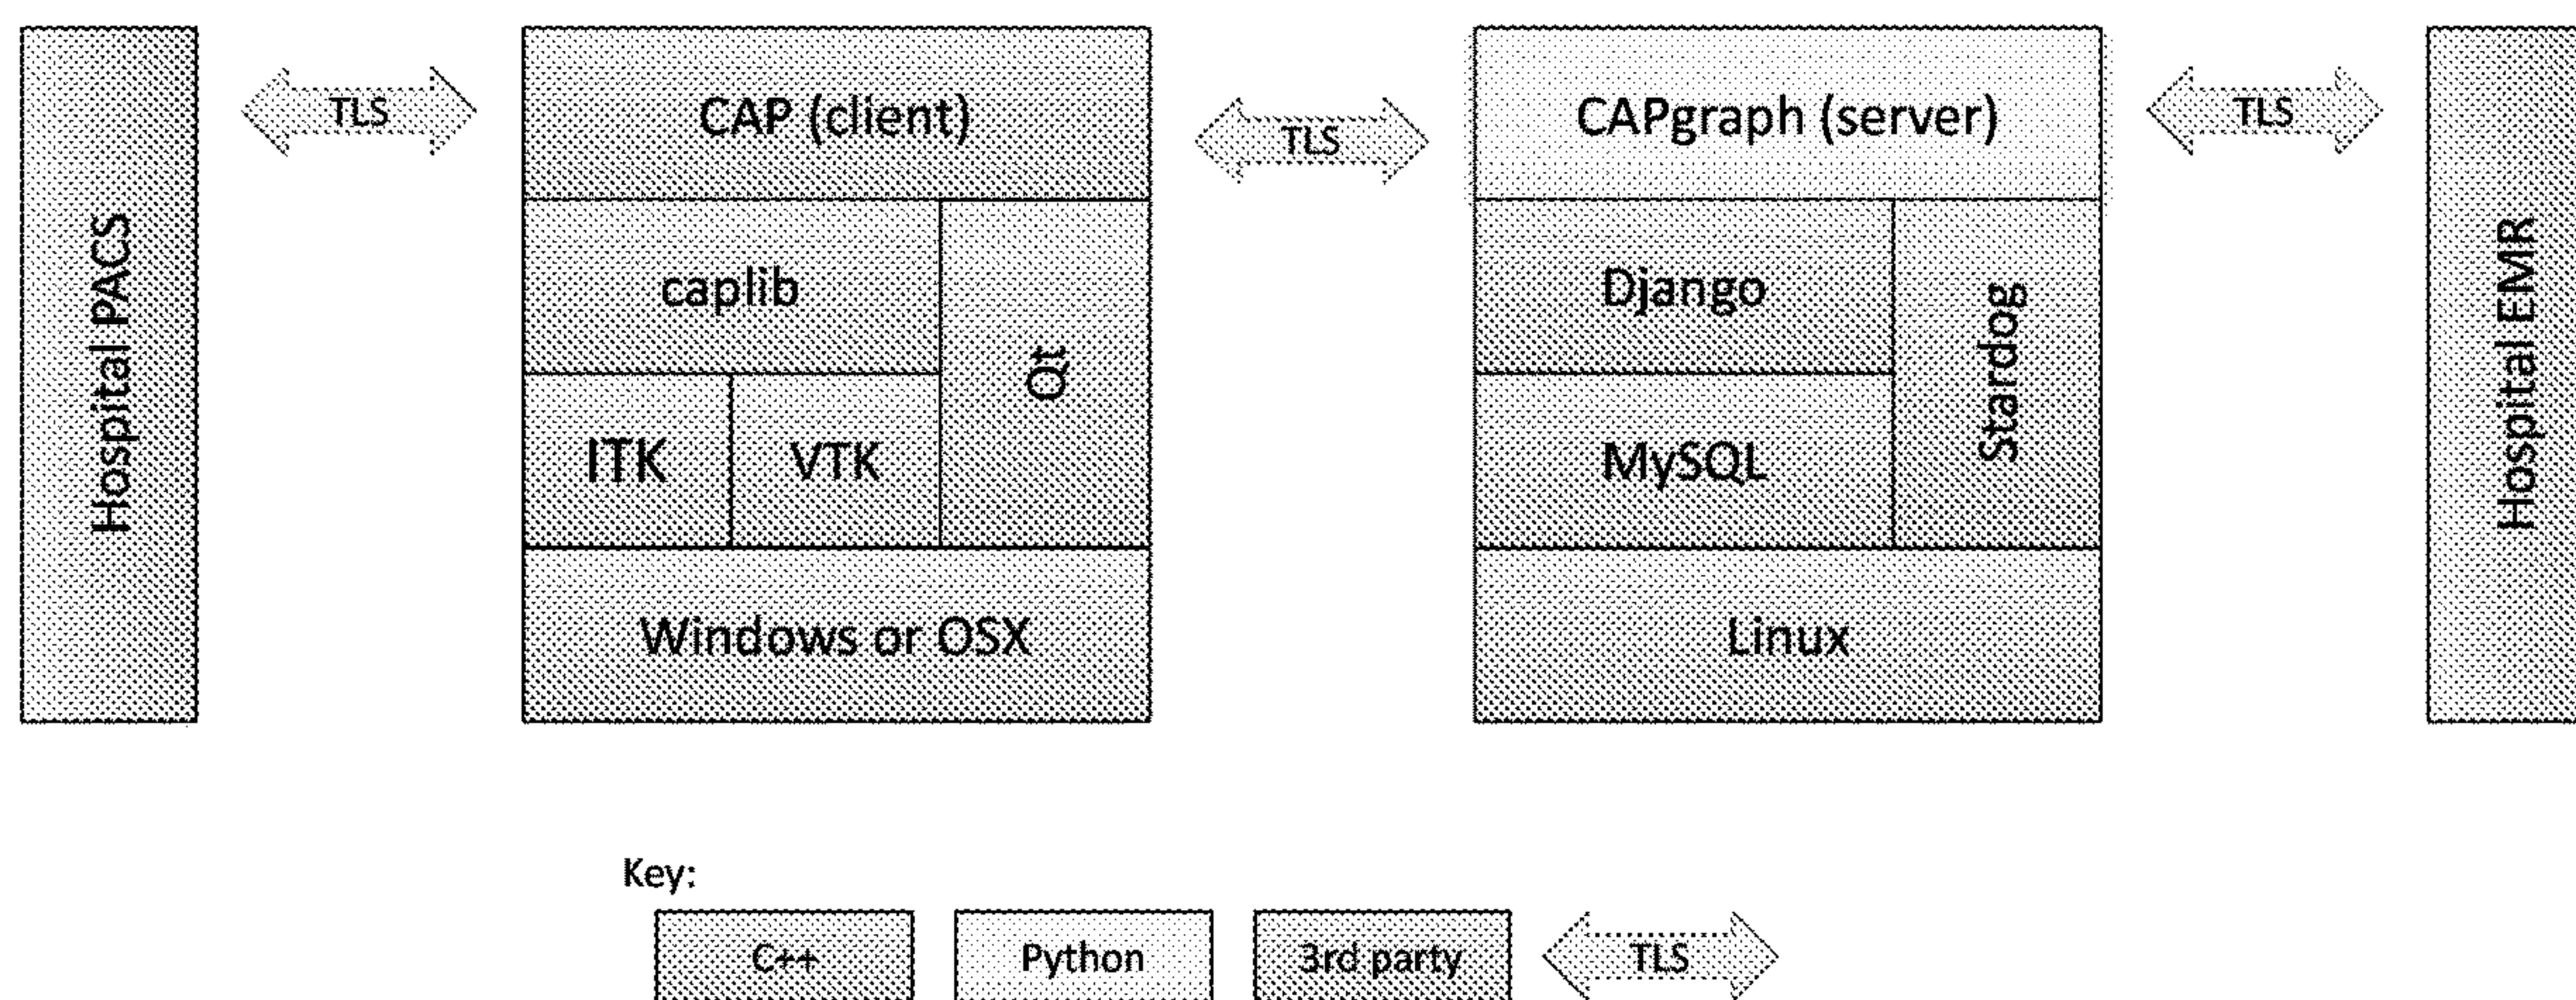 Hospital PACS
TLS
CAP (client)
caplib
Qt
ITK
VTK
Windows or OSX
TLS
CAPgraph (server)
Django
Stardog
MySQL
Linux
TLS
Hospital EMR
Key:
C++
Python
3rd party
TLS